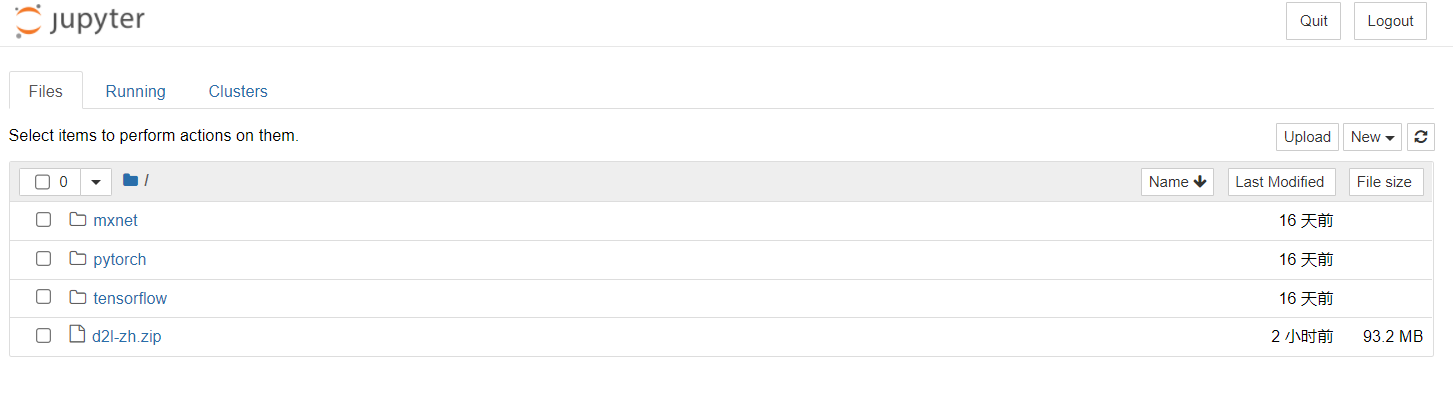 jupyter
Quit Logout
Files Running Clusters
Select items to perform actions on them.
Upload New
0 / Name Last Modified File size
mxnet 16 天前
pytorch 16 天前
tensorflow 16 天前
d2l-zh.zip 2 小时前 93.2 MB